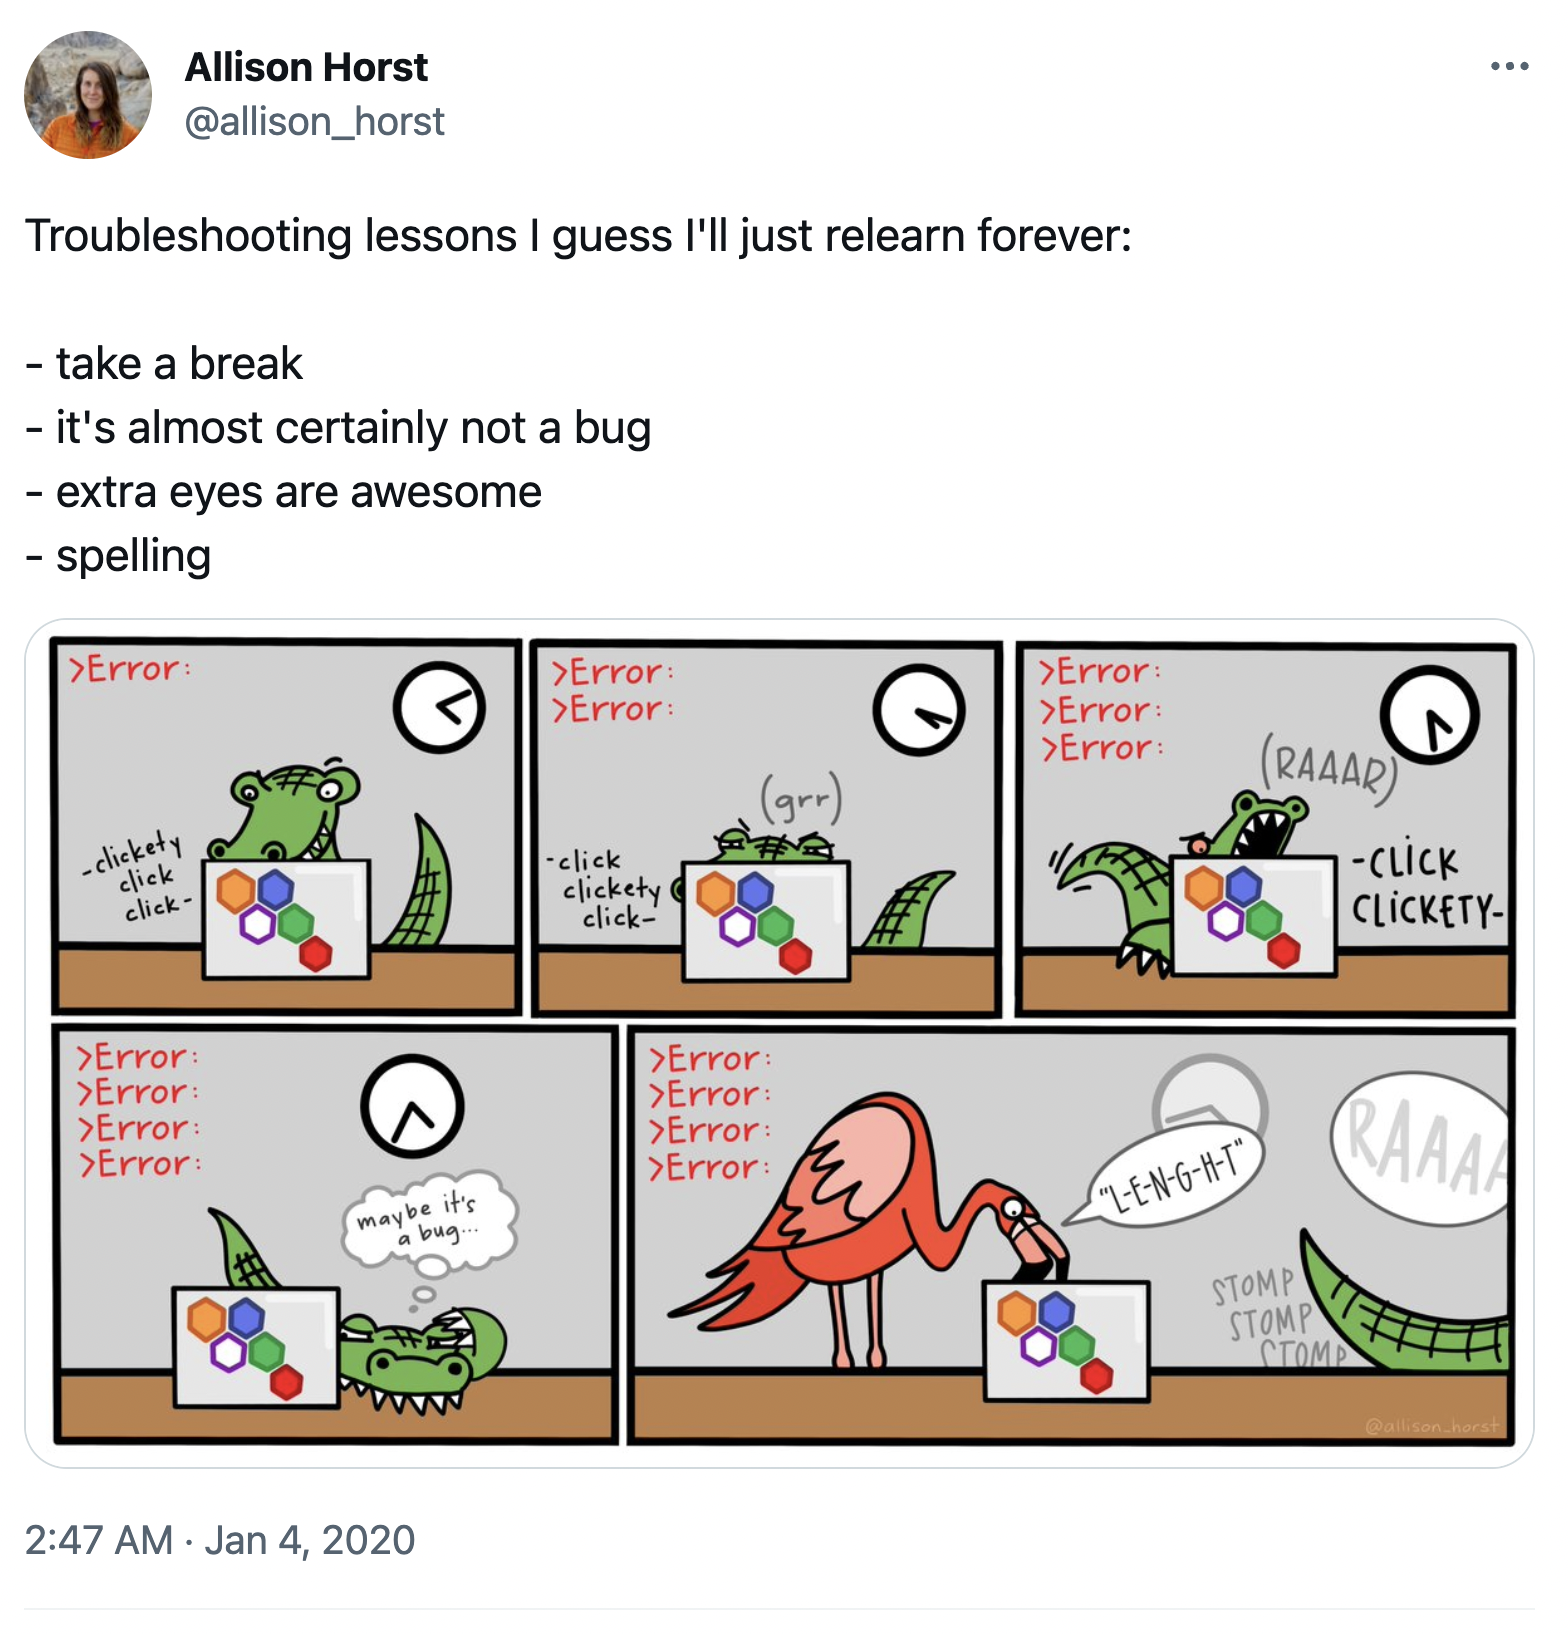 Allison Horst
@allison_horst
Troubleshooting lessons I guess I'll just relearn forever:
- take a break
- it's almost certainly not a bug
- extra eyes are awesome
- spelling
>Error:
-clickety
click
click-
>Error:
>Error:
(grr)
-click
clickety
click-
>Error:
>Error:
>Error:
(RAAAR)
-CLICK
CLICKETY-
>Error:
>Error:
>Error:
>Error:
maybe it's
a bug...
>Error:
>Error:
>Error:
>Error:
"L-E-N-G-H-T"
RAAAA
STOMP
STOMP
STOMP
@allison_horst
2:47 AM · Jan 4, 2020